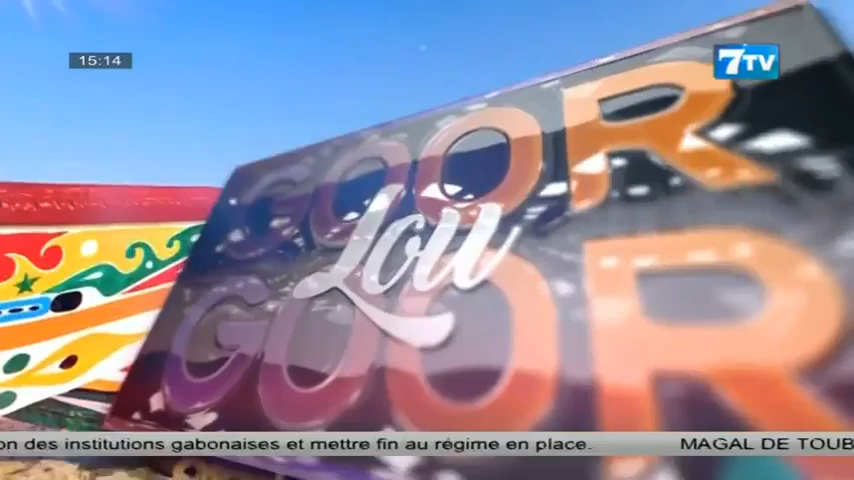 15:14
7TV
GOOR
Lou
GOOR
on des institutions gabonaises et mettre fin au régime en place. MAGAL DE TOUB